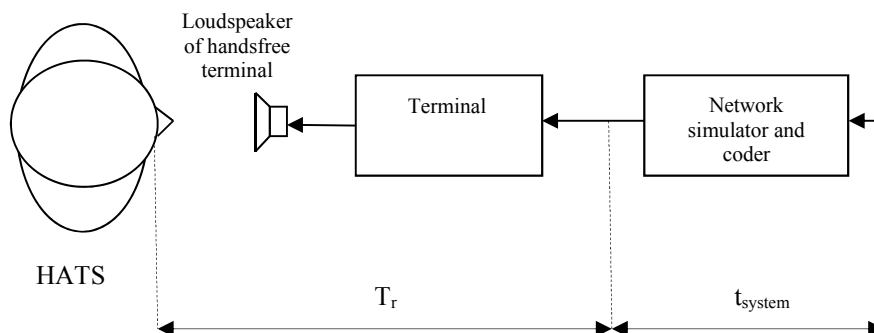 Loudspeaker
of handsfree
terminal
Terminal
Network
simulator and
coder
HATS
Tr
tsystem